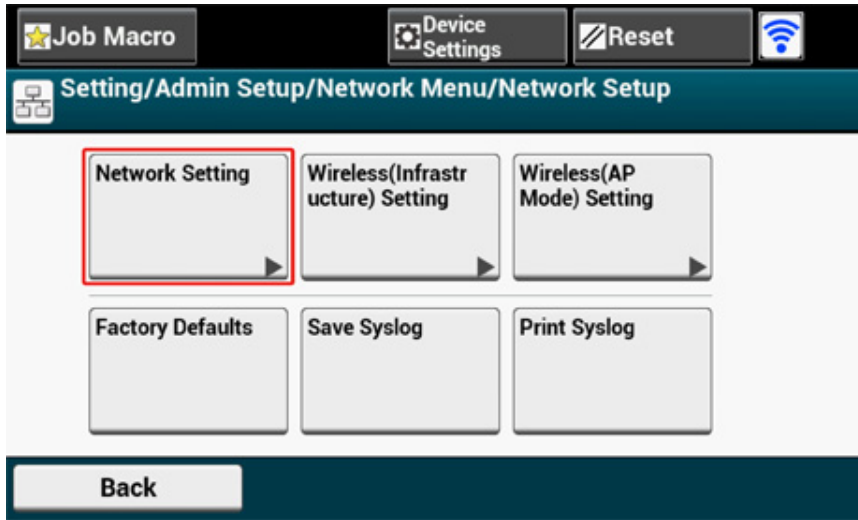 Job Macro
Device
Settings
Reset
Setting/Admin Setup/Network Menu/Network Setup
Network Setting
Wireless(Infrastr
ucture) Setting
Wireless(AP
Mode) Setting
Factory Defaults
Save Syslog
Print Syslog
Back